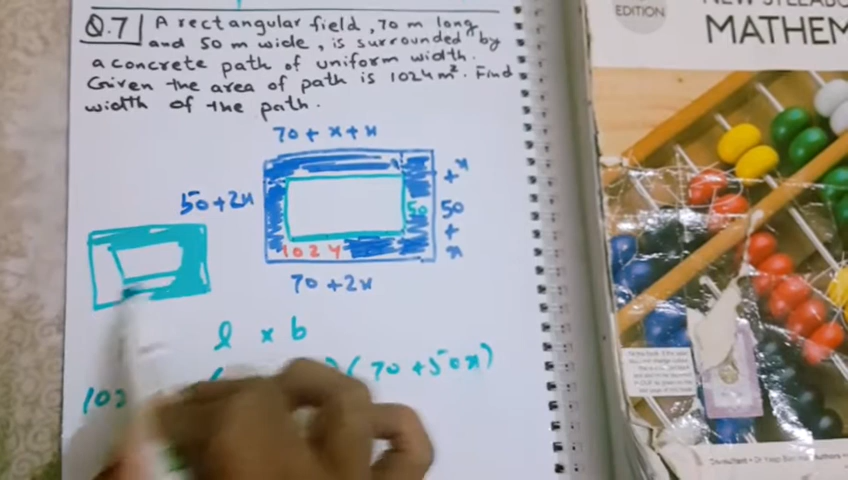 Q.7 A rectangular field, 70 m long
and 50 m wide, is surrounded by
a concrete path of uniform width.
Given the area of path is 1024 m². Find
width of the path.
70 + x + x
50+2x
x
+
50
+
x
50
1024
70 + 2x
l × b
102
(70 + 50x)
EDITION
MATHEM